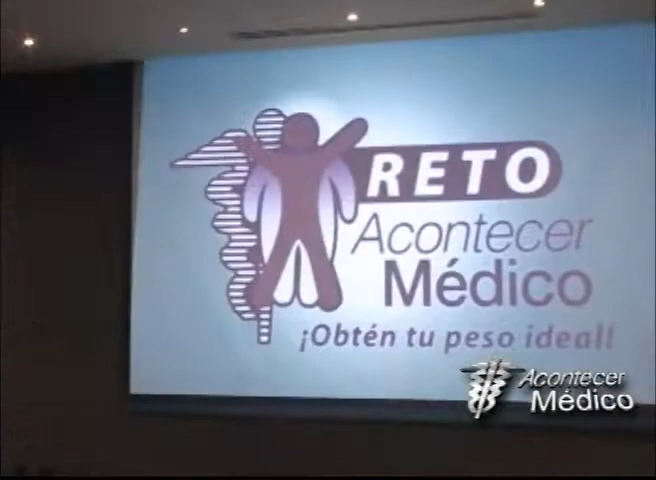 RETO
Acontecer
Médico
¡Obtén tu peso ideal!
Acontecer
Médico